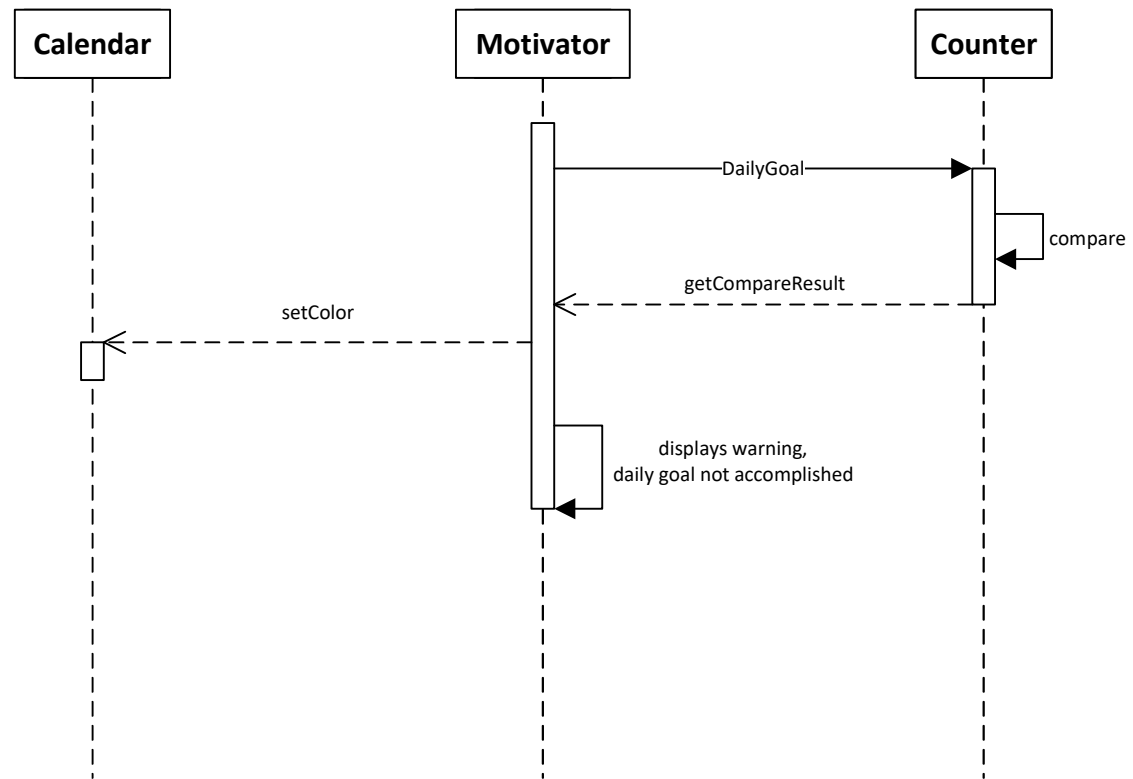 Calendar
Motivator
Counter
DailyGoal
compare
getCompareResult
setColor
displays warning,
daily goal not accomplished